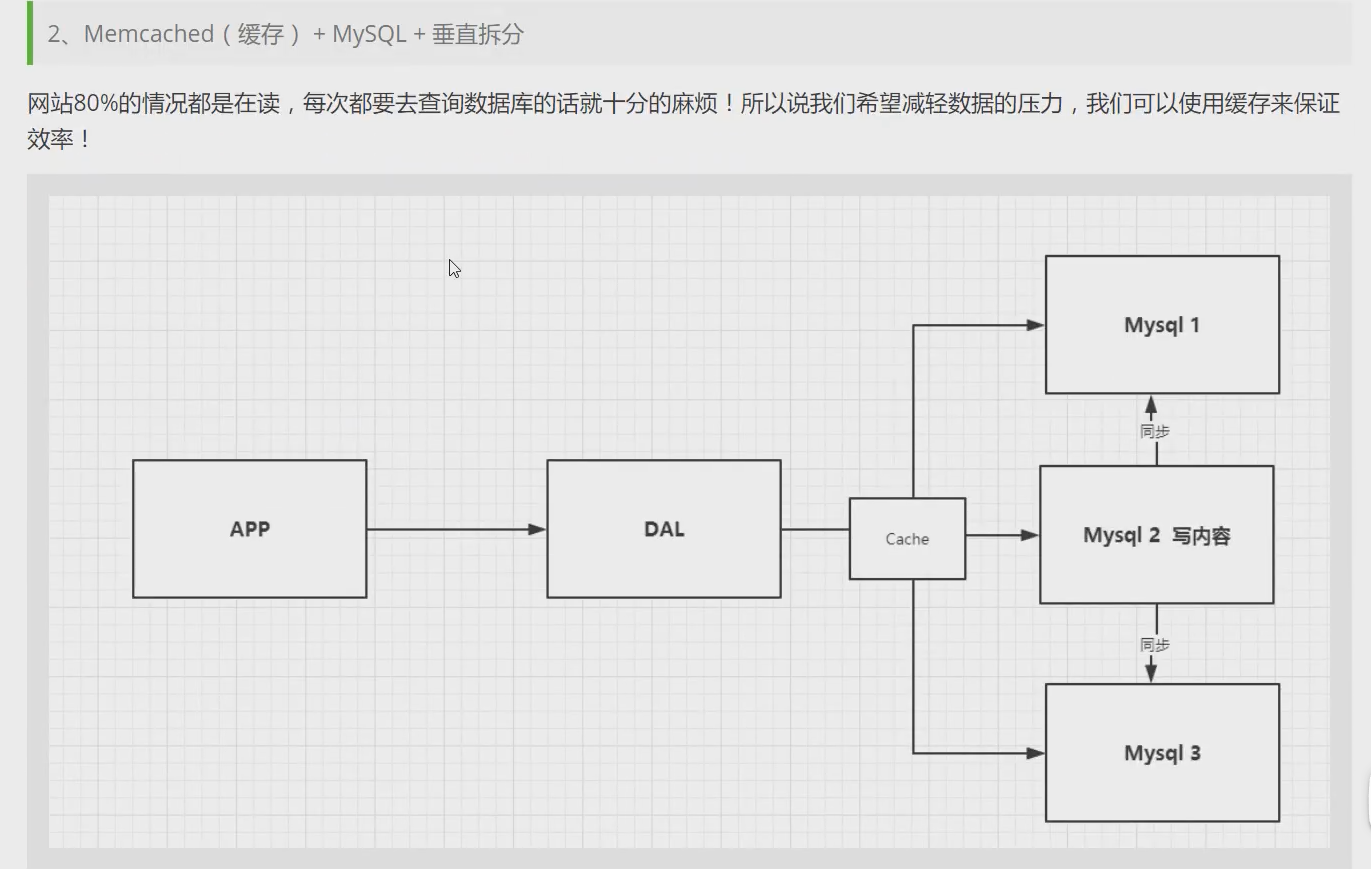 2、Memcached（缓存） + MySQL + 垂直拆分
网站80%的情况都是在读，每次都要去查询数据库的话就十分的麻烦！所以说我们希望减轻数据的压力，我们可以使用缓存来保证
效率！
Mysql 1
同步
APP
DAL
Cache
Mysql 2 写内容
同步
Mysql 3